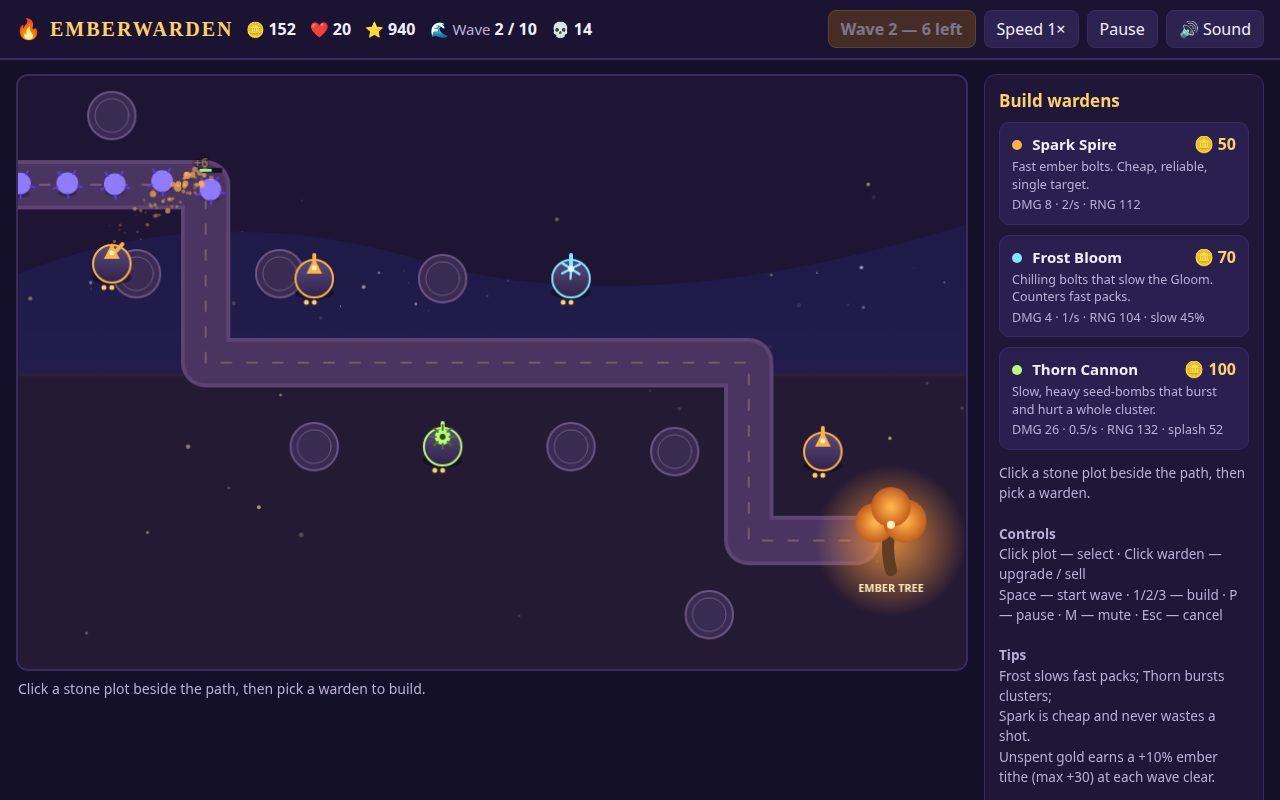 🔥 EMBERWARDEN 🪙 152 ❤️ 20 ⭐ 940 🌊 Wave 2 / 10 💀 14 Wave 2 — 6 left Speed 1× Pause 🔊 Sound
+6
EMBER TREE
Click a stone plot beside the path, then pick a warden to build.
Build wardens
Spark Spire 🪙 50
Fast ember bolts. Cheap, reliable,
single target.
DMG 8 · 2/s · RNG 112
Frost Bloom 🪙 70
Chilling bolts that slow the Gloom.
Counters fast packs.
DMG 4 · 1/s · RNG 104 · slow 45%
Thorn Cannon 🪙 100
Slow, heavy seed-bombs that burst
and hurt a whole cluster.
DMG 26 · 0.5/s · RNG 132 · splash 52
Click a stone plot beside the path, then
pick a warden.
Controls
Click plot — select · Click warden —
upgrade / sell
Space — start wave · 1/2/3 — build · P
— pause · M — mute · Esc — cancel
Tips
Frost slows fast packs; Thorn bursts
clusters;
Spark is cheap and never wastes a
shot.
Unspent gold earns a +10% ember
tithe (max +30) at each wave clear.